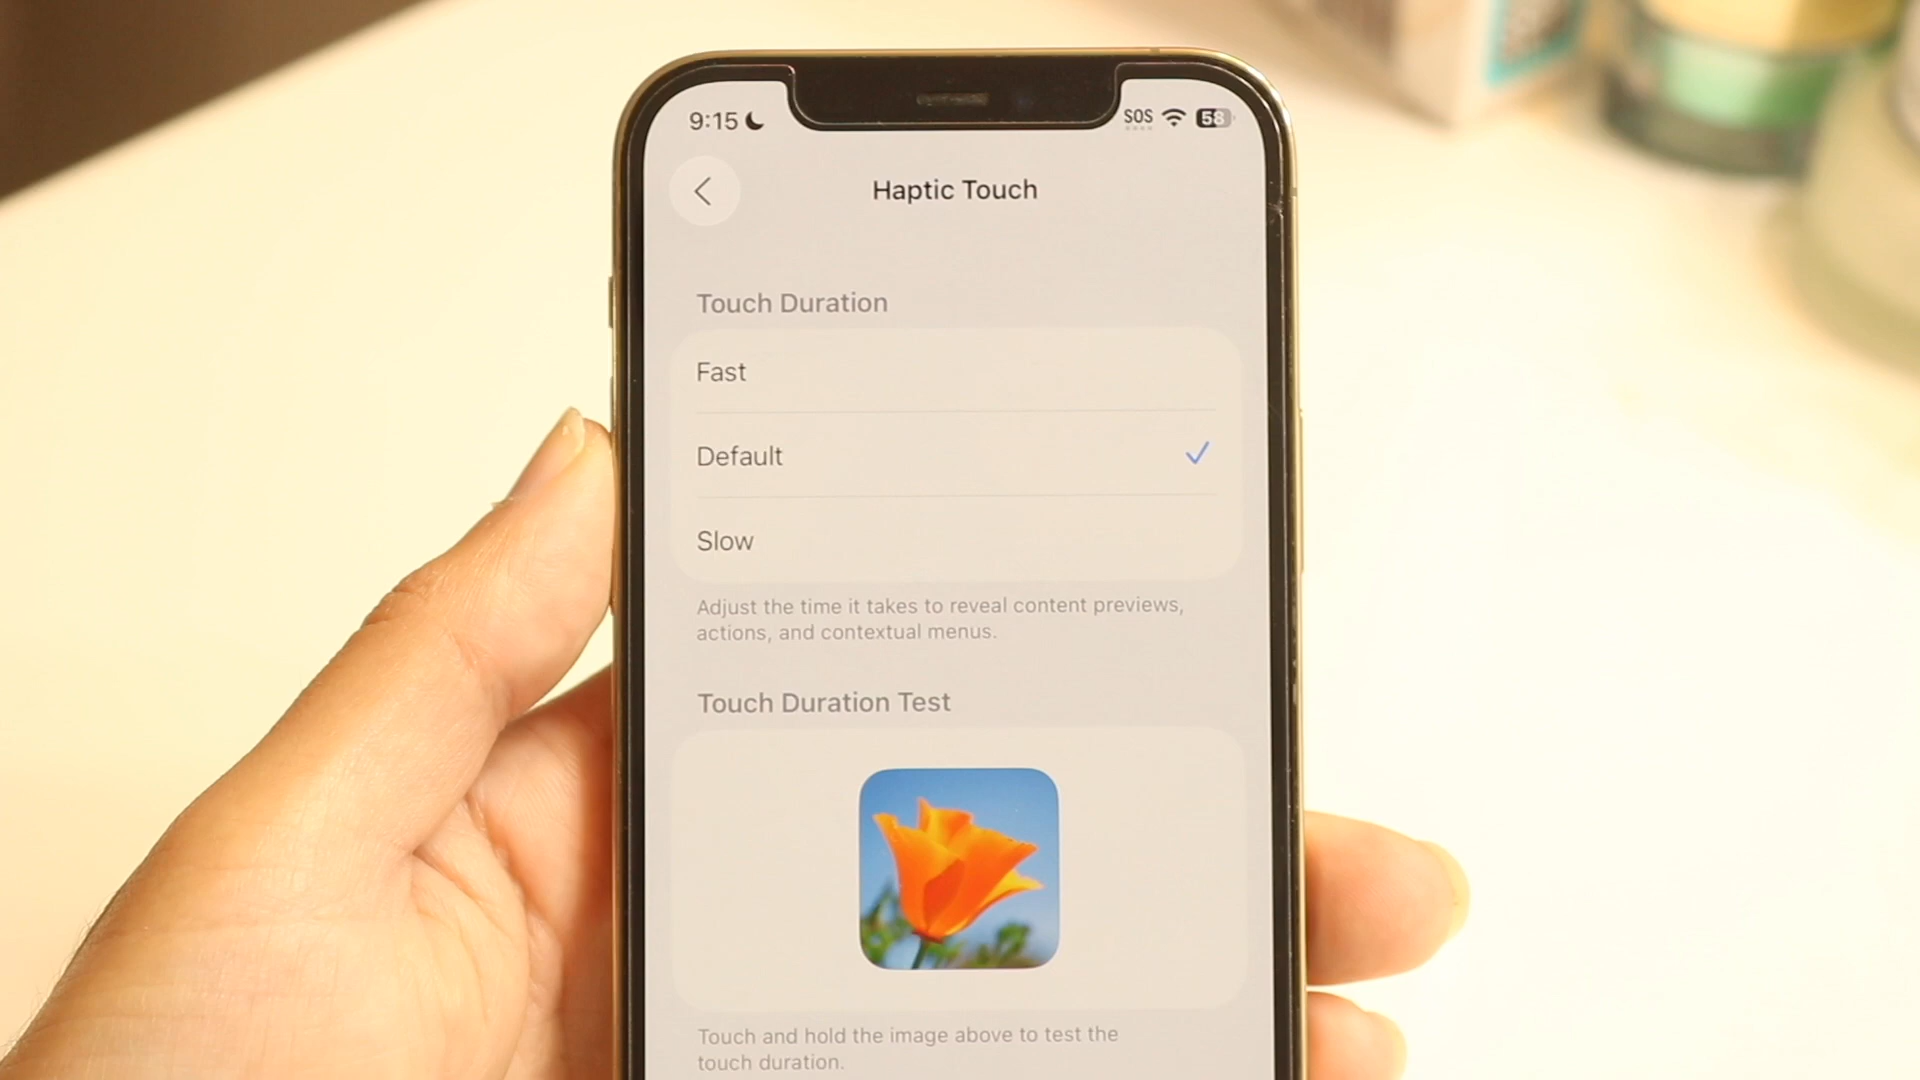 9:15
SOS
58
Haptic Touch
Touch Duration
Fast
Default
Slow
Adjust the time it takes to reveal content previews,
actions, and contextual menus.
Touch Duration Test
Touch and hold the image above to test the
touch duration.